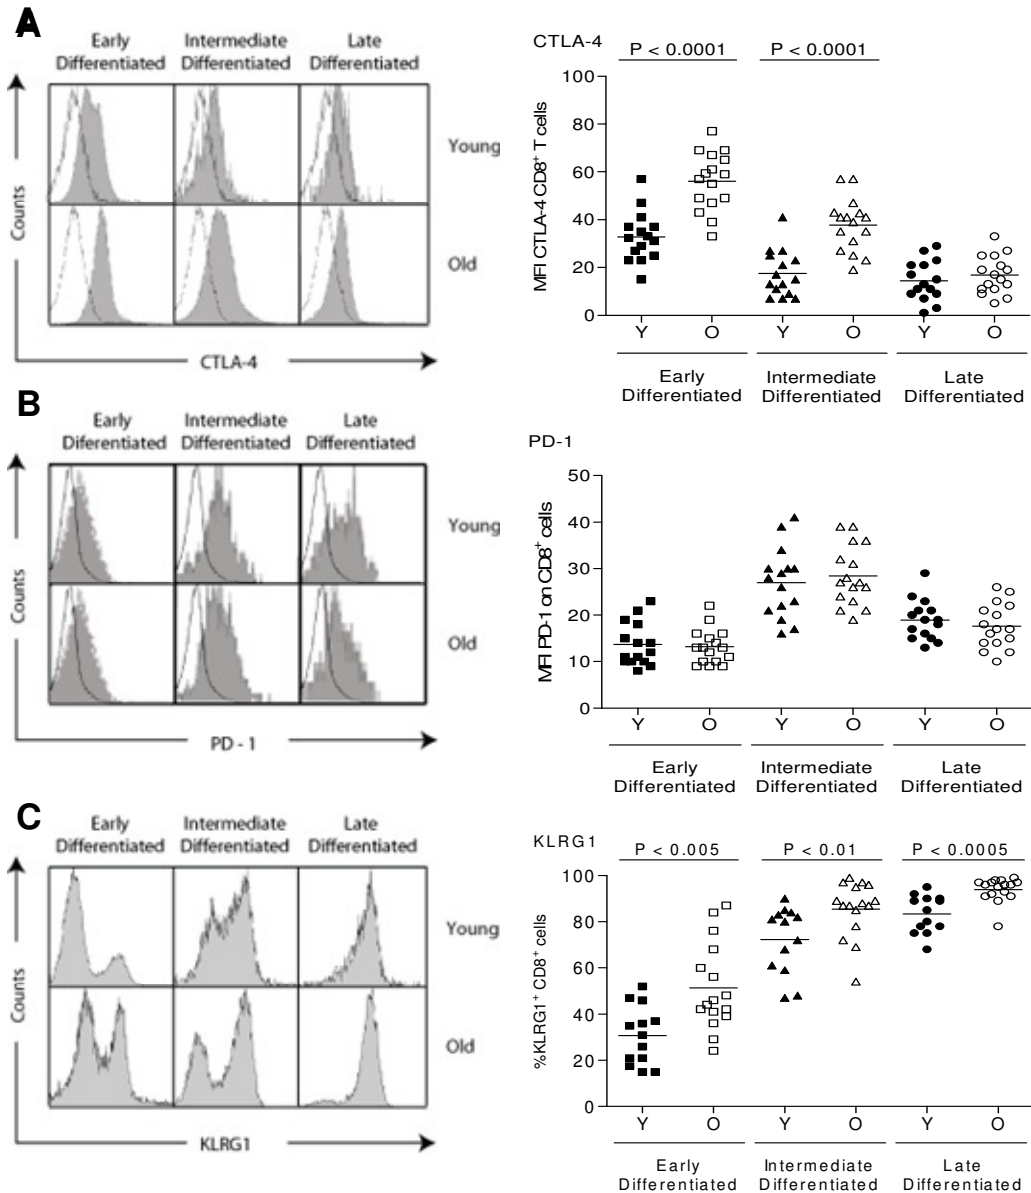 A
Early Differentiated
Intermediate Differentiated
Late Differentiated
Young
Old
Counts
CTLA-4
CTLA-4
P < 0.0001
P < 0.0001
MFI CTLA-4 CD8+ T cells
100
80
60
40
20
0
Y
O
Y
O
Y
O
Early Differentiated
Intermediate Differentiated
Late Differentiated
B
Early Diferentiated
Intermediate Differentiated
Late Differentiated
Young
Old
Counts
PD - 1
PD-1
MFI PD-1 on CD8+ cells
50
40
30
20
10
0
Y
O
Y
O
Y
O
Early Differentiated
Intermediate Differentiated
Late Differentiated
C
Early Differentiated
Intermediate Differentiated
Late Differentiated
Young
Old
Counts
KLRG1
KLRG1
P < 0.005
P < 0.01
P < 0.0005
%KLRG1+ CD8+ cells
100
80
60
40
20
0
Y
O
Y
O
Y
O
Early Differentiated
Intermediate Differentiated
Late Differentiated